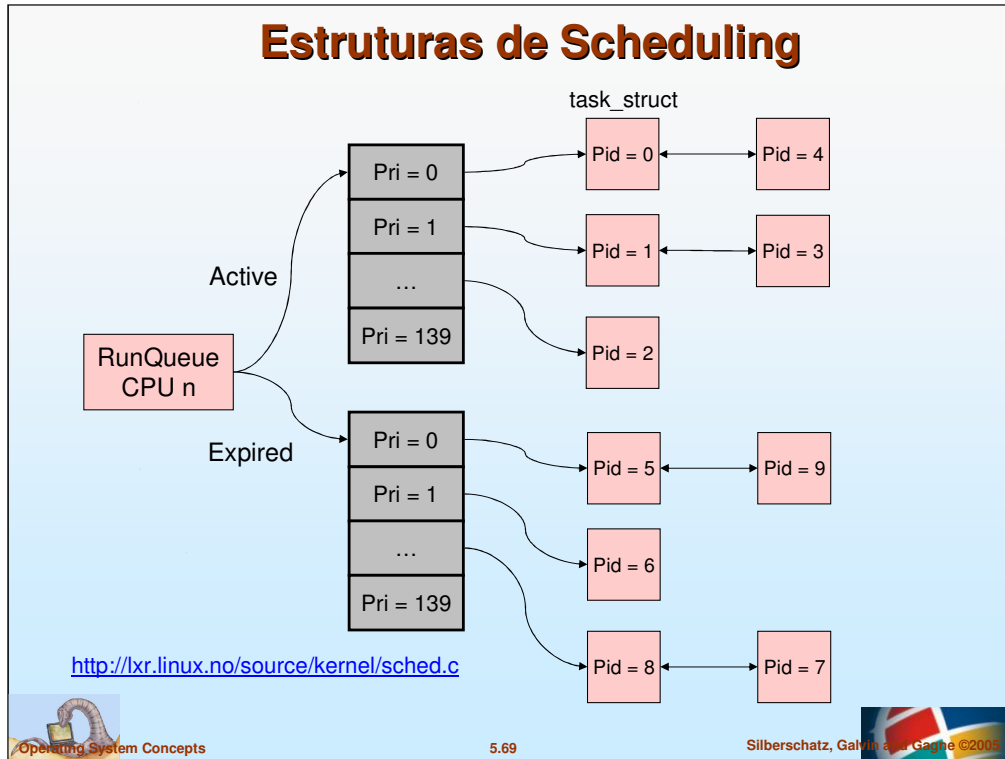 Estruturas de Scheduling
task_struct
Pri = 0
Pid = 0
Pid = 4
Pri = 1
Pid = 1
Pid = 3
Active
…
Pri = 139
Pid = 2
RunQueue
CPU n
Expired
Pri = 0
Pid = 5
Pid = 9
Pri = 1
Pid = 6
…
Pri = 139
Pid = 8
Pid = 7
http://lxr.linux.no/source/kernel/sched.c
Operating System Concepts
5.69
Silberschatz, Galvin and Gagne ©2005